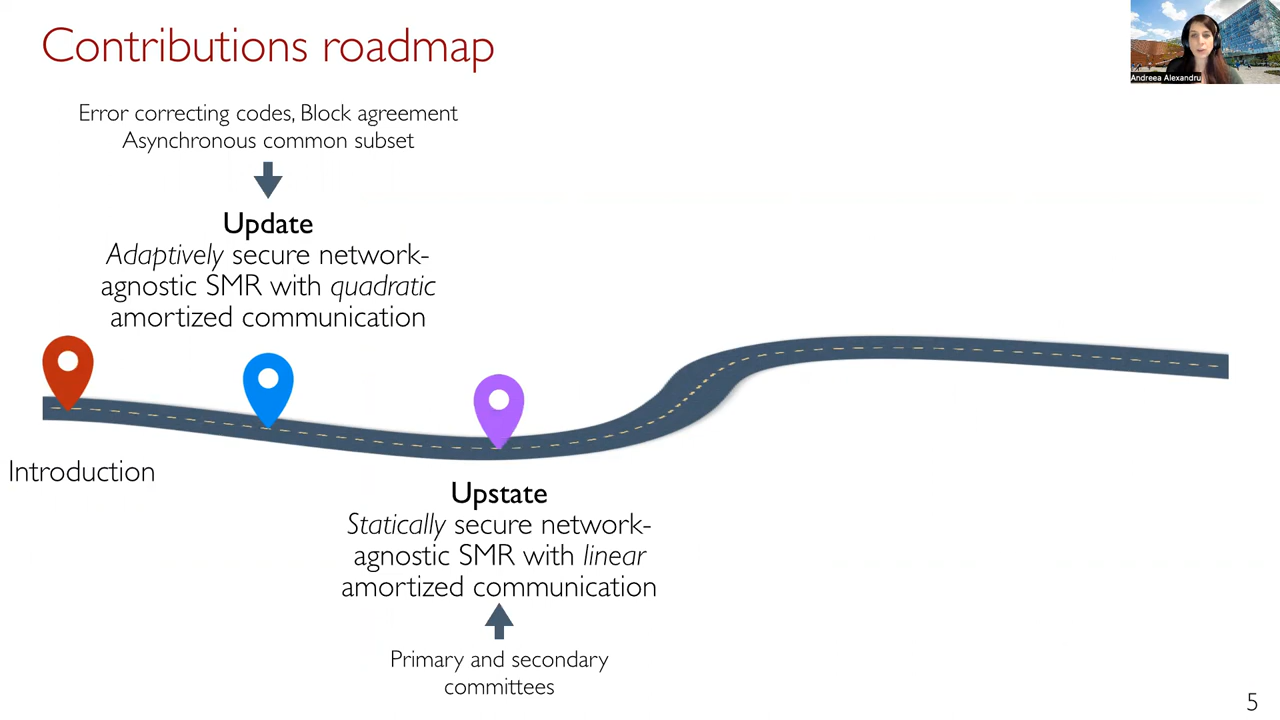 Contributions roadmap
Andreea Alexandru
Error correcting codes, Block agreement
Asynchronous common subset
Update
Adaptively secure network-
agnostic SMR with quadratic
amortized communication
Introduction
Upstate
Statically secure network-
agnostic SMR with linear
amortized communication
Primary and secondary
committees
5